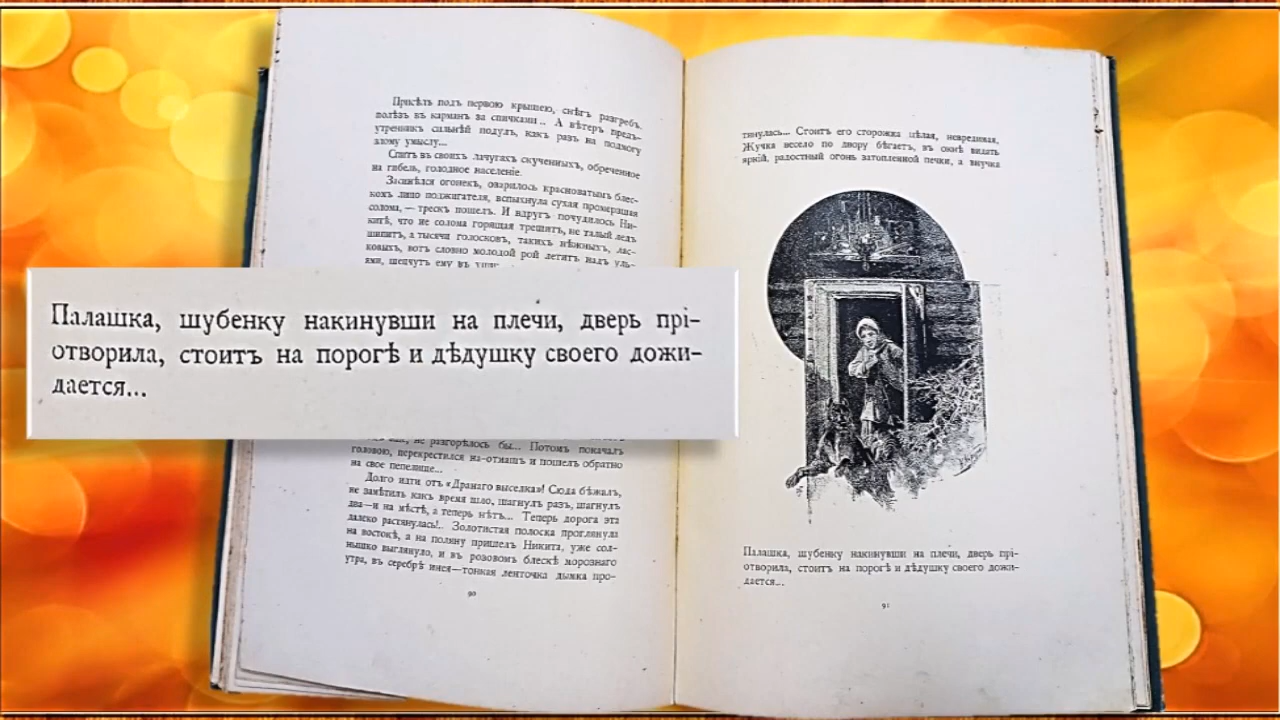 Присѣлъ подъ первою крышею, снѣгъ разгребъ,
полѣзъ въ карманъ за спичками... А вѣтеръ предъ-
утренникъ сильнѣй подулъ, какъ разъ на подмогу
злому умыслу...
Спитъ въ своихъ лачугахъ скученныхъ, обреченное
на гибель, голодное населеніе.
Засинѣлся огонекъ, озарилось красноватымъ блес-
комъ лицо поджигателя, вспыхнула сухая промерзшая
солома, — трескъ пошелъ. И вдругъ почудилось Ни-
китѣ, что не солома горящая трещитъ, не талый ледъ
шипитъ, а тысячи голосковъ, такихъ нѣжныхъ, лас-
ковыхъ, вотъ словно молодой рой летитъ надъ уль-
ями, шепчутъ ему въ уши
Палашка, шубенку накинувши на плечи, дверь прі-
отворила, стоитъ на порогѣ и дѣдушку своего дожи-
дается...
не разгорѣлось бы... Потомъ покачалъ
головою, перекрестился на-отмашъ и пошелъ обратно
на свое пепелище...
Долго идти отъ «Дранаго выселка»! Сюда бѣжалъ,
не замѣтилъ какъ время шло, шагнулъ разъ, шагнулъ
два—и на мѣстѣ, а теперь нѣтъ... Теперь дорога эта
далеко растянулась!.. Золотистая полоска проглянула
на востокѣ, а на поляну пришелъ Никита, уже сол-
нышко выглянуло, и въ розовомъ блескѣ морознаго
утра, въ серебрѣ инея—тонкая ленточка дымка про-
90
тянулась... Стоитъ его сторожка цѣлая, невредимая,
Жучка весело по двору бѣгаетъ, въ окнѣ видать
яркій, радостный огонь затопленной печки, а внучка
Палашка, шубенку накинувши на плечи, дверь прі-
отворила, стоитъ на порогѣ и дѣдушку своего дожи-
дается...
91